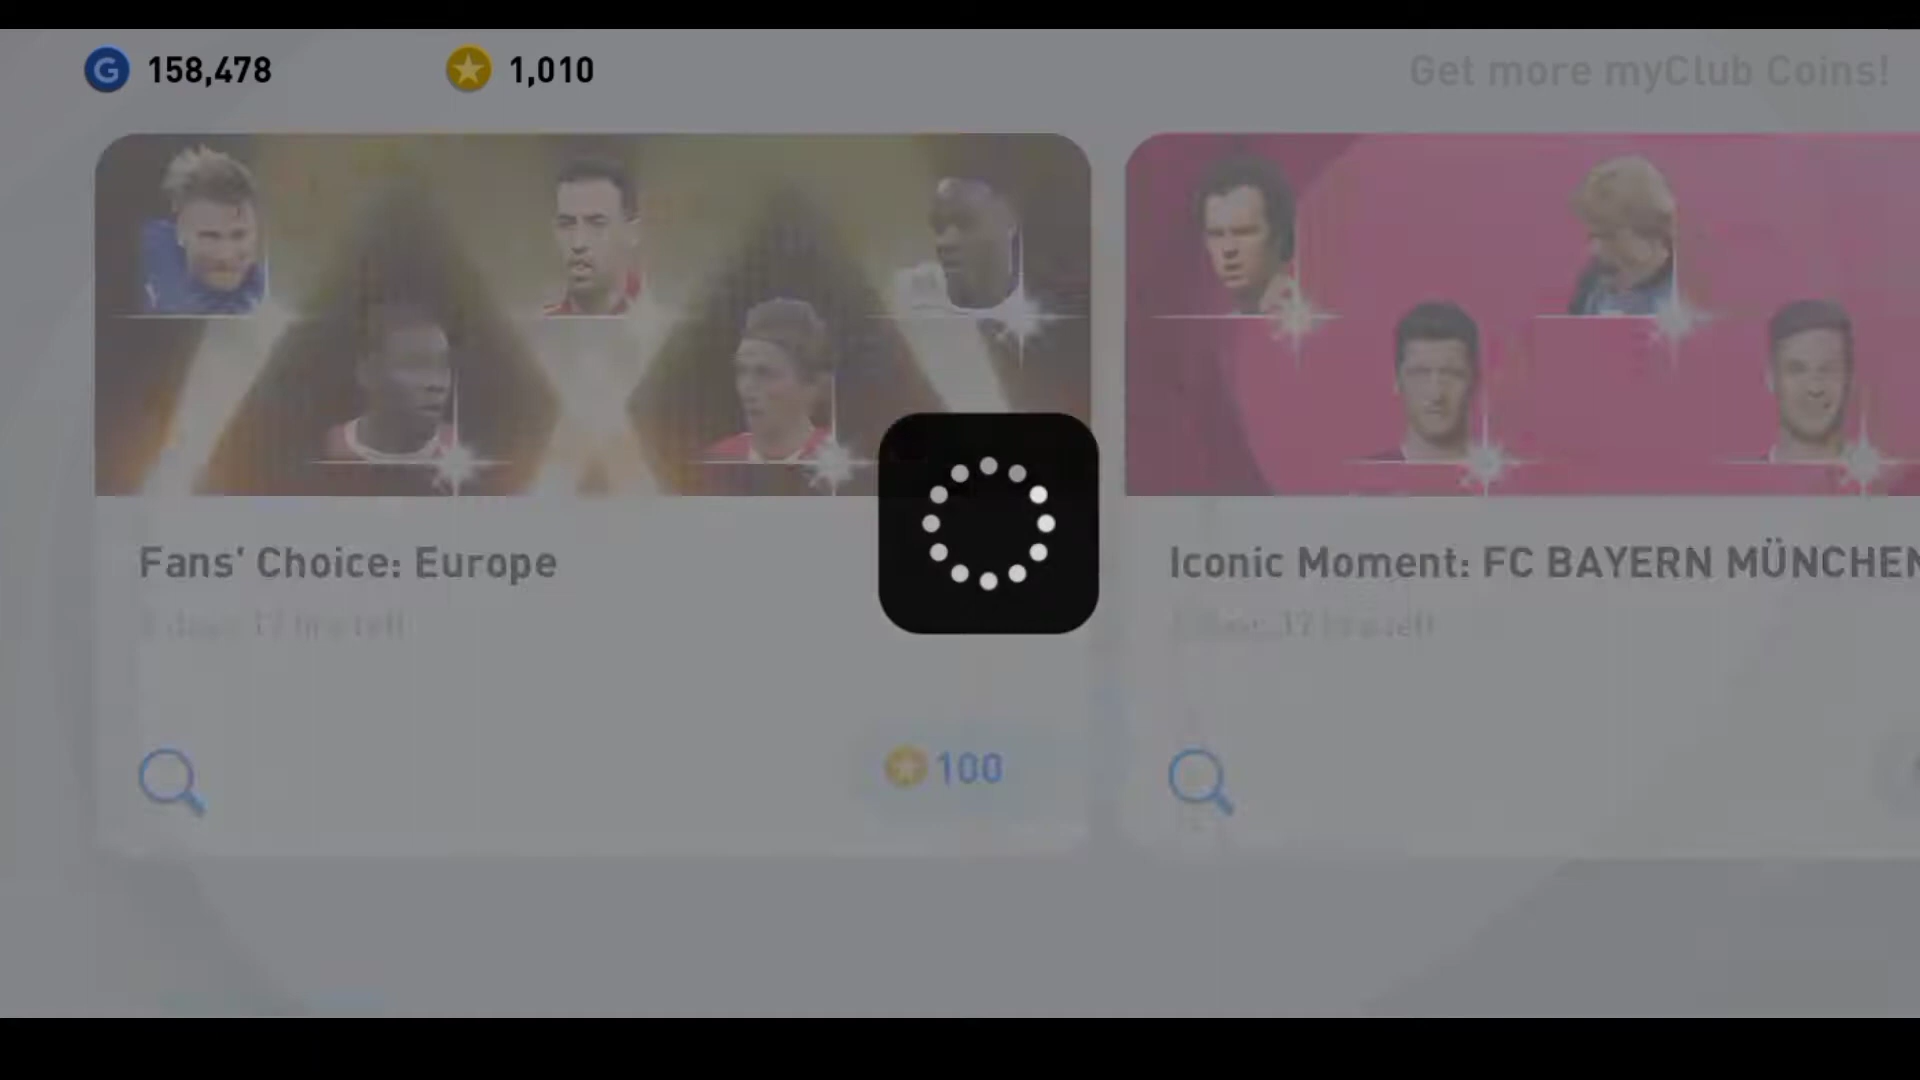 G 158,478
1,010
Get more myClub Coins!
Fans' Choice: Europe
Iconic Moment: FC BAYERN MÜNCHEN
100